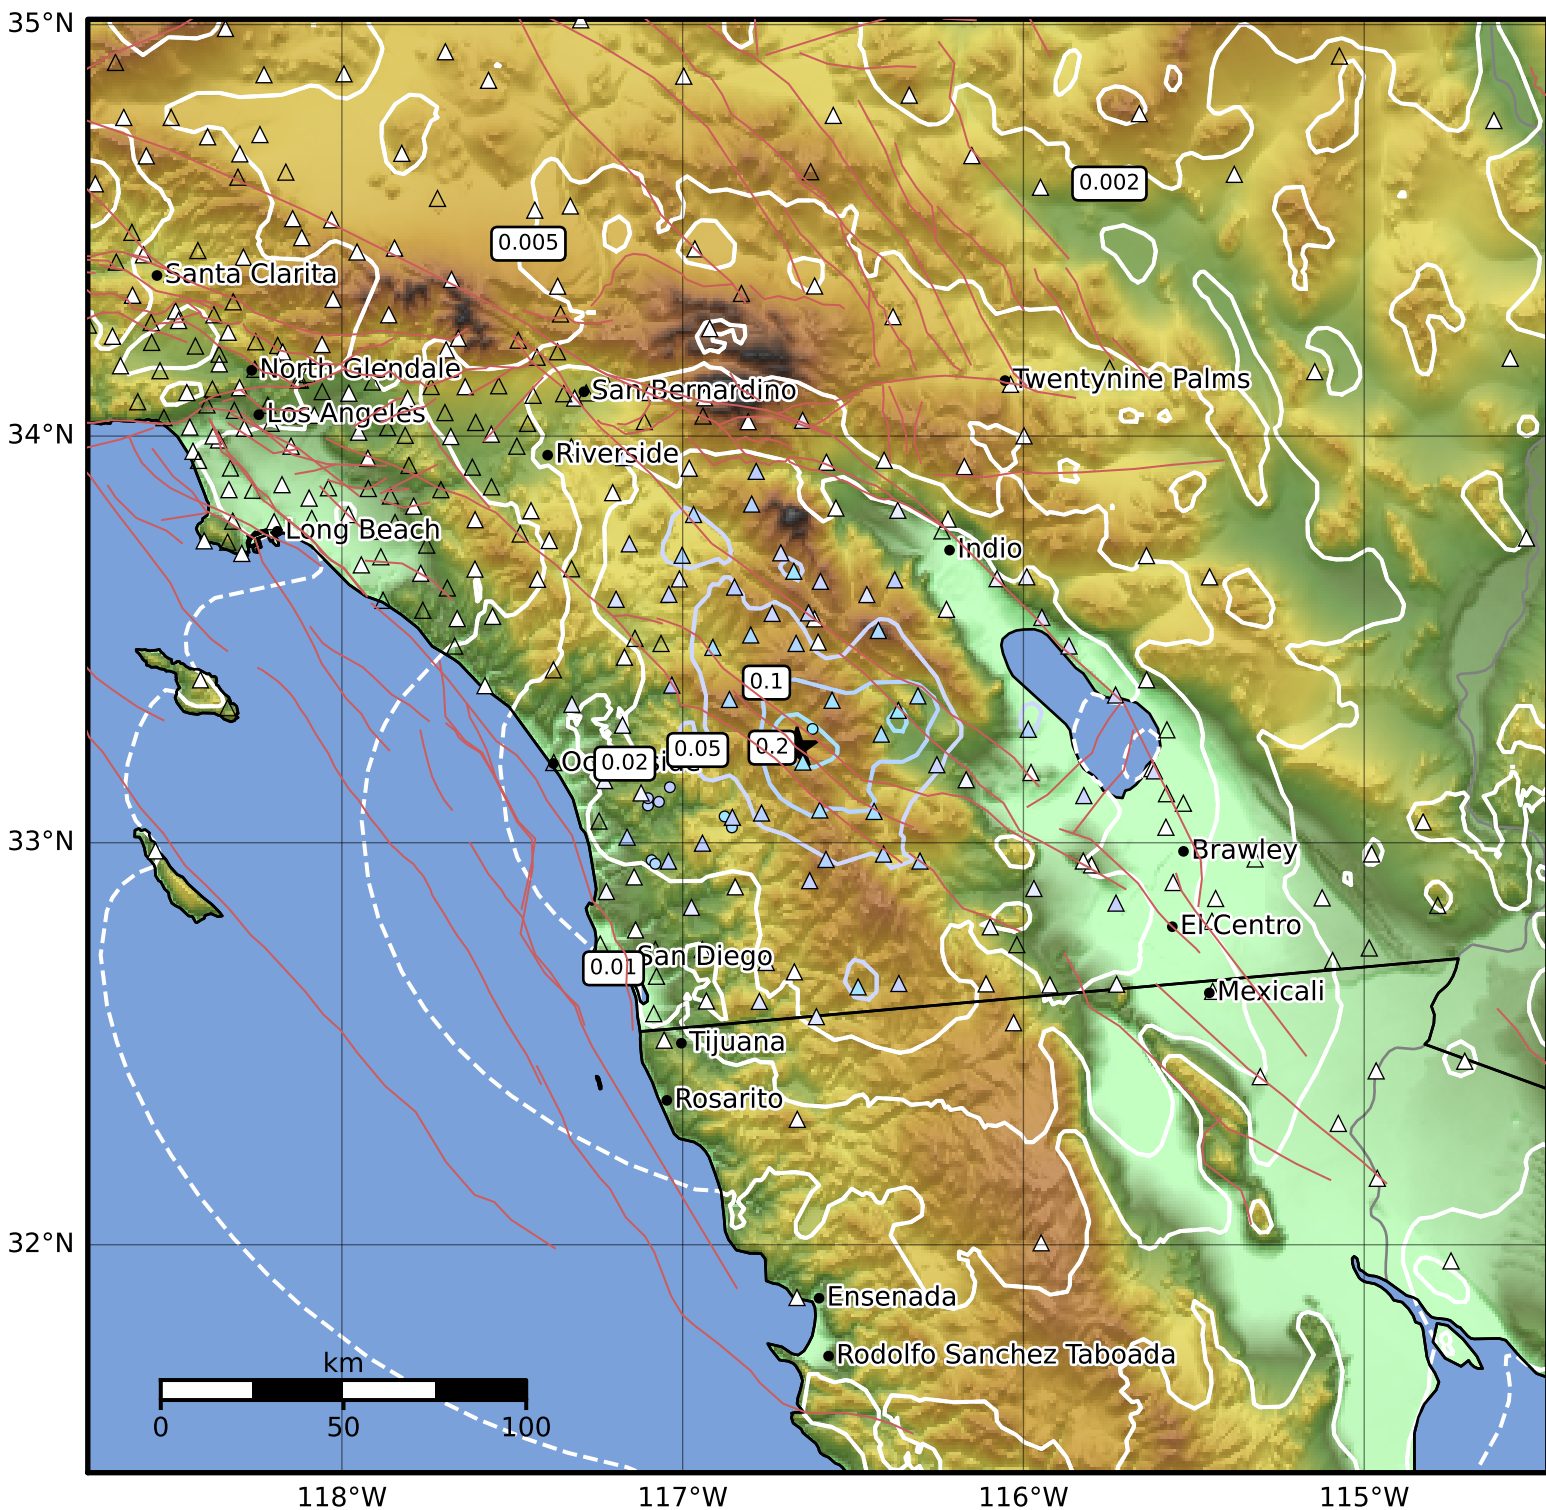 35°N
0.002
0.005
Santa Clarita
North Glendale
Twentynine Palms
San Bernardino
Los Angeles
34°N
Riverside
Long Beach
Indio
0.1
0.2
0.05
0.02
33°N
Brawley
El Centro
San Diego
0.01
Mexicali
Tijuana
Rosarito
32°N
Ensenada
Rodolfo Sanchez Taboada
km
0 50 100
118°W 117°W 116°W 115°W